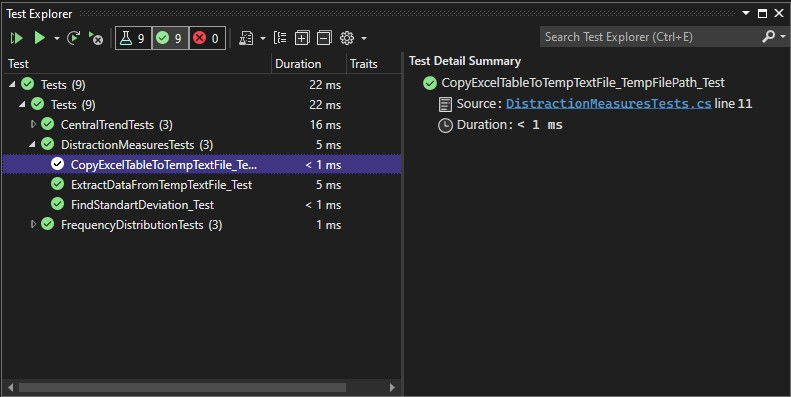 Test Explorer
9 9 0 Search Test Explorer (Ctrl+E)
Test Duration Traits
Tests (9) 22 ms
Tests (9) 22 ms
CentralTrendTests (3) 16 ms
DistractionMeasuresTests (3) 5 ms
CopyExcelTableToTempTextFile_Te... < 1 ms
ExtractDataFromTempTextFile_Test 5 ms
FindStandartDeviation_Test < 1 ms
FrequencyDistributionTests (3) 1 ms
Test Detail Summary
CopyExcelTableToTempTextFile_TempFilePath_Test
Source: DistractionMeasuresTests.cs line 11
Duration: < 1 ms